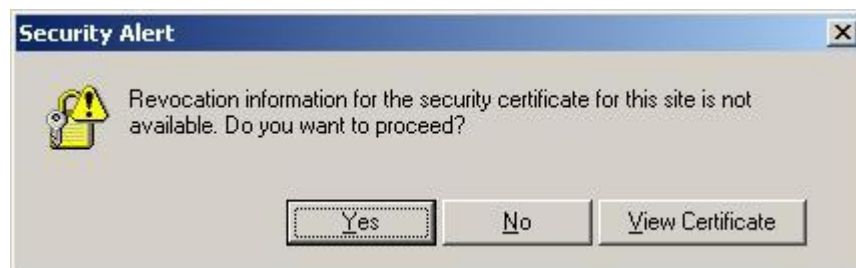 Security Alert
Revocation information for the security certificate for this site is not
available. Do you want to proceed?
Yes
No
View Certificate